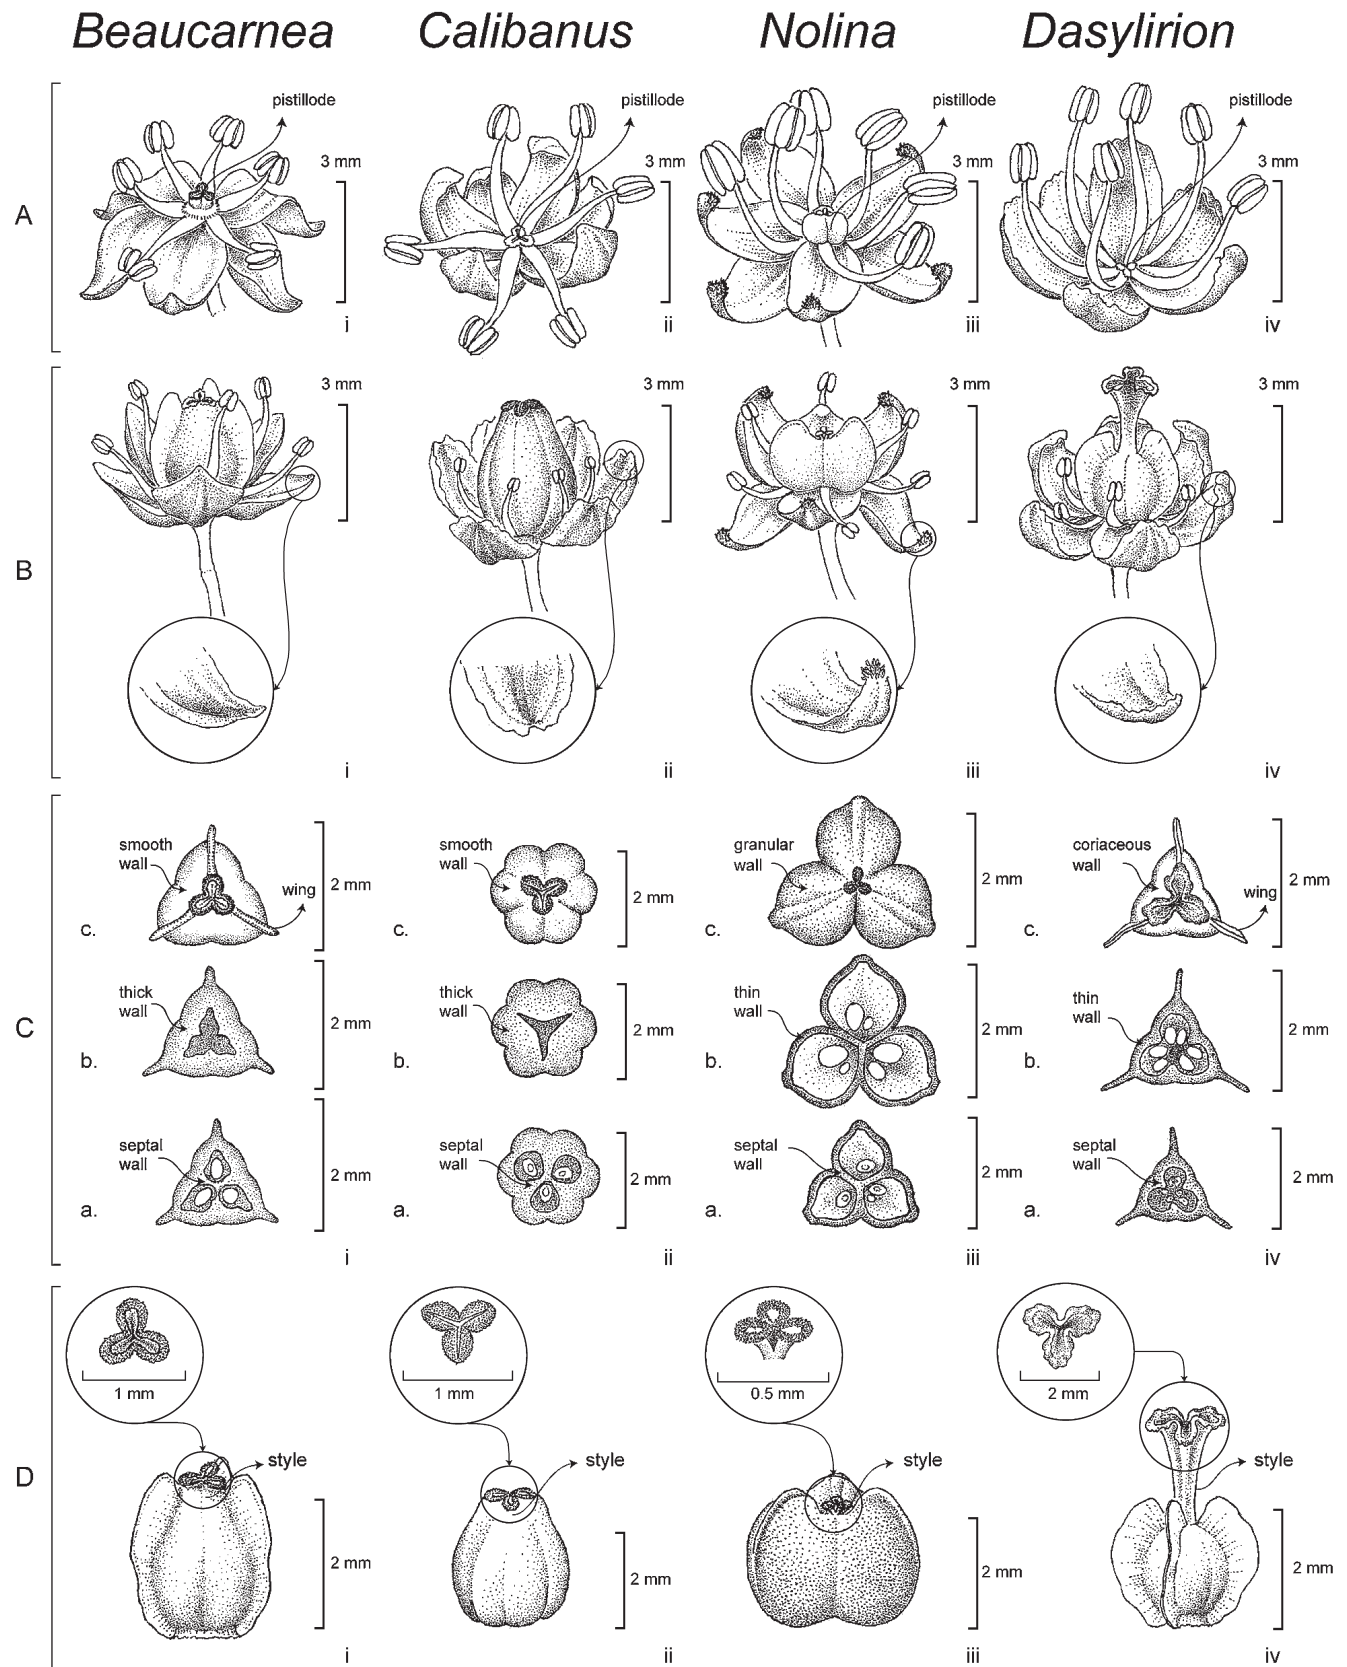 Beaucarnea Calibanus Nolina Dasylirion
A
pistillode
3 mm
i
pistillode
3 mm
ii
pistillode
3 mm
iii
pistillode
3 mm
iv
B
3 mm
i
3 mm
ii
3 mm
iii
3 mm
iv
C
smooth
wall
wing
2 mm
c.
thick
wall
2 mm
b.
septal
wall
2 mm
a.
i
smooth
wall
2 mm
c.
thick
wall
2 mm
b.
septal
wall
2 mm
a.
ii
granular
wall
2 mm
c.
thin
wall
2 mm
b.
septal
wall
2 mm
a.
iii
coriaceous
wall
wing
2 mm
c.
thin
wall
2 mm
b.
septal
wall
2 mm
a.
iv
D
1 mm
style
2 mm
i
1 mm
style
2 mm
ii
0.5 mm
style
2 mm
iii
2 mm
style
2 mm
iv